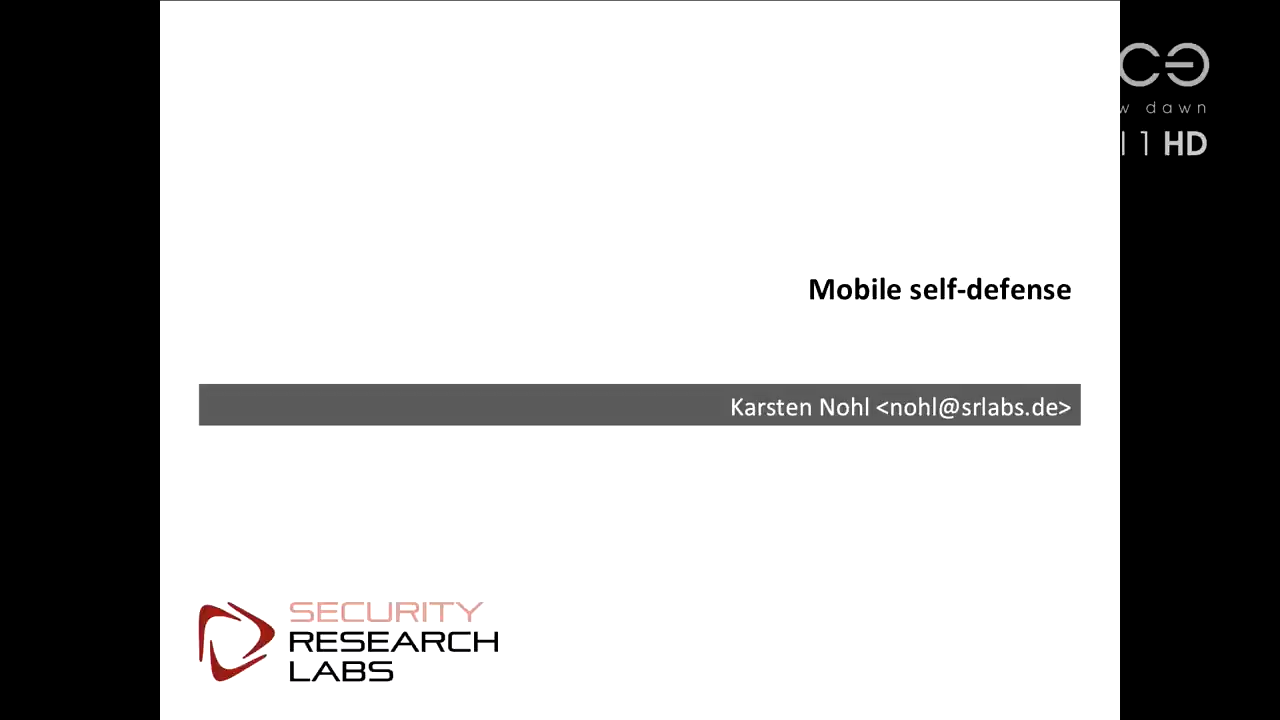 Mobile self-defense
Karsten Nohl <nohl@srlabs.de>
SECURITY
RESEARCH
LABS
dawn
HD